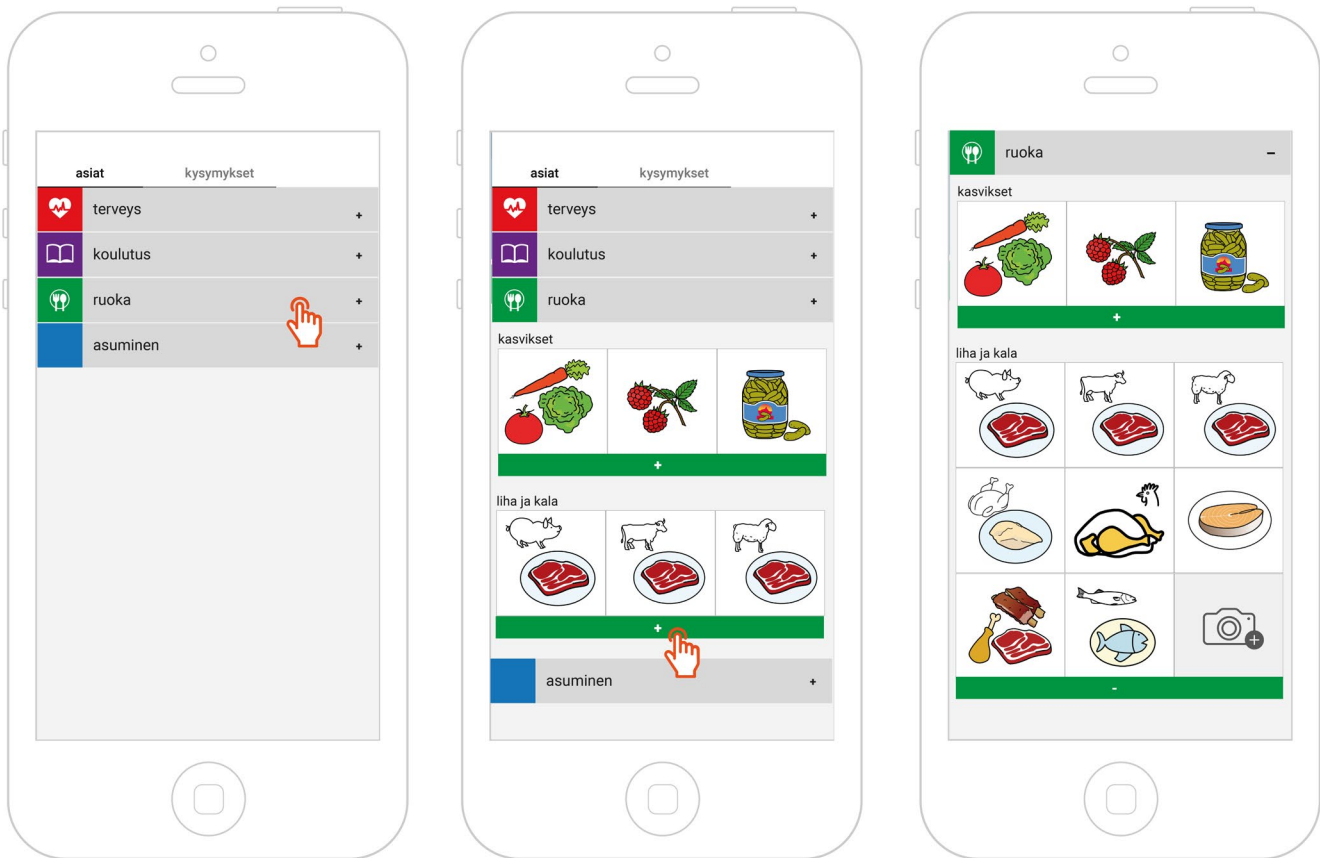 asiat kysymykset
terveys +
koulutus +
ruoka +
asuminen +
asiat kysymykset
terveys +
koulutus +
ruoka +
kasvikset
+
liha ja kala
+
asuminen +
ruoka –
kasvikset
+
liha ja kala
+
-